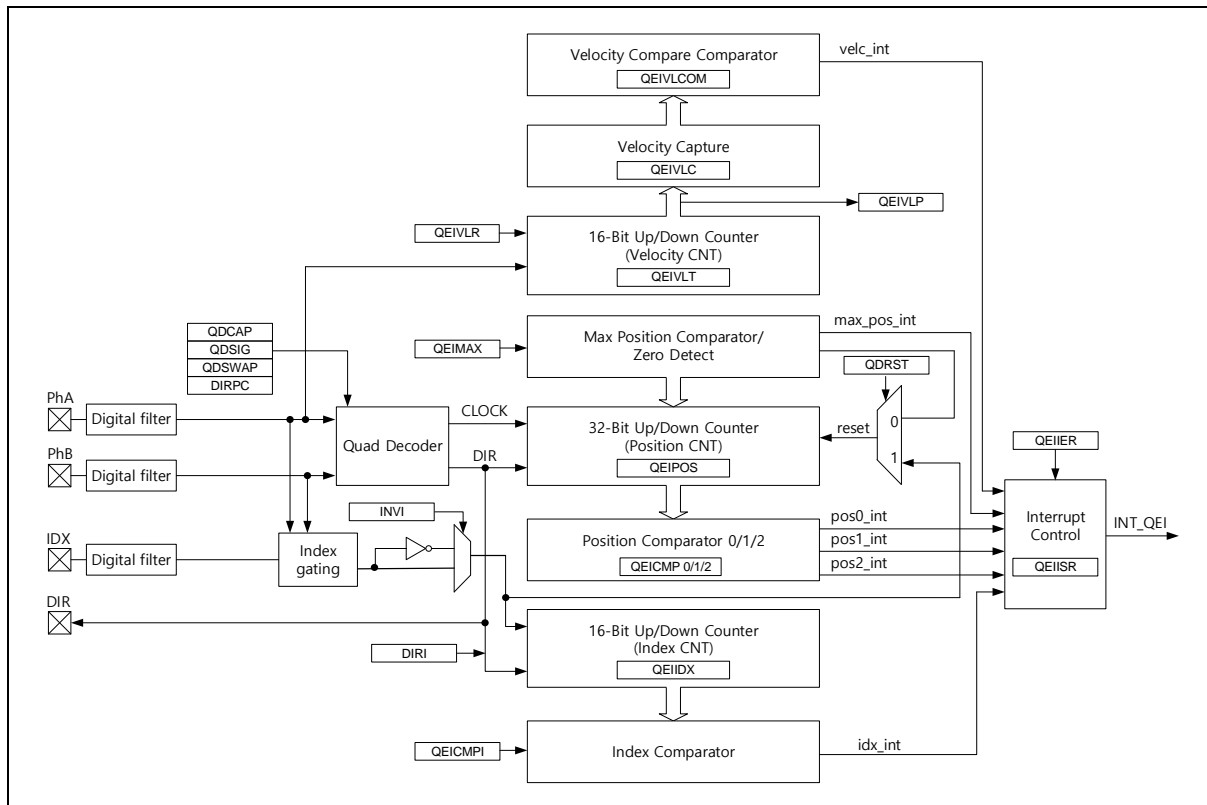 Velocity Compare Comparator
QEIVLCOM
velc_int
Velocity Capture
QEIVLC
QEIVLP
QEIVLR
16-Bit Up/Down Counter
(Velocity CNT)
QEIVLT
QDCAP
QDSIG
QDSWAP
DIRPC
QEIMAX
Max Position Comparator/
Zero Detect
max_pos_int
QDRST
PhA
Digital filter
CLOCK
Quad Decoder
DIR
32-Bit Up/Down Counter
(Position CNT)
QEIPOS
reset
0
1
QEIIER
PhB
Digital filter
INVI
IDX
Digital filter
Index
gating
Position Comparator 0/1/2
QEICMP 0/1/2
pos0_int
pos1_int
pos2_int
Interrupt
Control
QEIISR
INT_QEI
DIR
DIRI
16-Bit Up/Down Counter
(Index CNT)
QEIIDX
QEICMPI
Index Comparator
idx_int